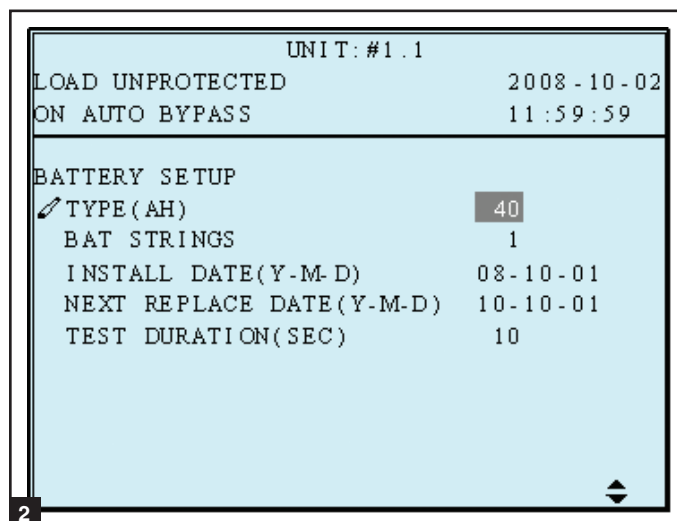 UNIT:#1.1
LOAD UNPROTECTED 2008-10-02
ON AUTO BYPASS 11:59:59
BATTERY SETUP
TYPE(AH) 40
BAT STRINGS 1
INSTALL DATE(Y-M-D) 08-10-01
NEXT REPLACE DATE(Y-M-D) 10-10-01
TEST DURATION(SEC) 10
2